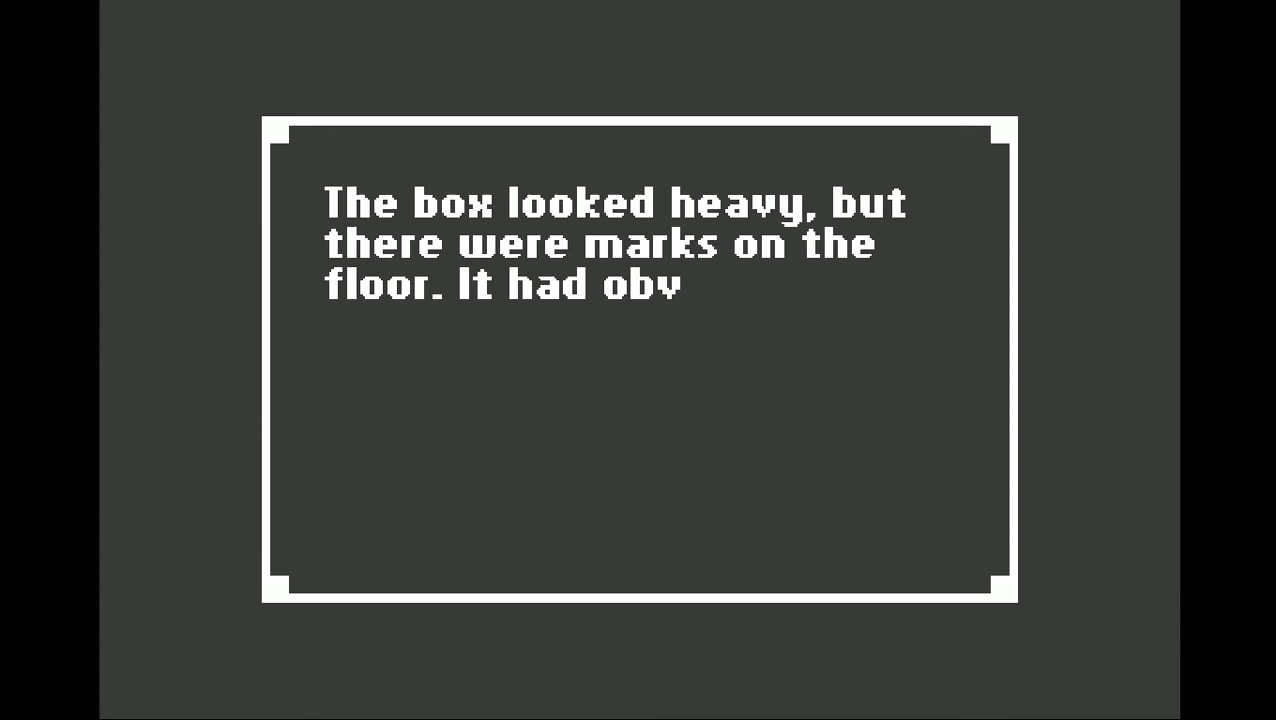 The box looked heavy, but
there were marks on the
floor. It had obv